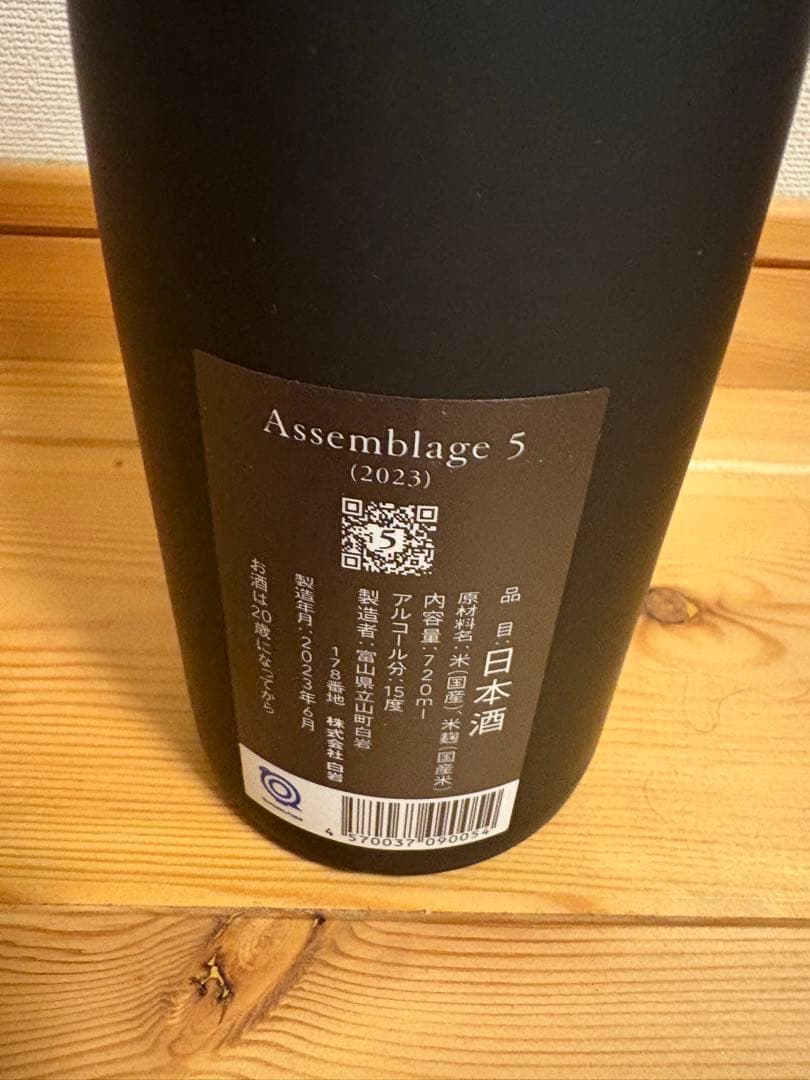 Assemblage 5
(2023)
5
品目:日本酒
原材料名:米(国産)、米麹(国産米)
内容量:720ml
アルコール分:15度
製造者:富山県立山町白岩
178番地 株式会社 白岩
製造年月:2023年6月
お酒は20歳になってから
4 570037 090054